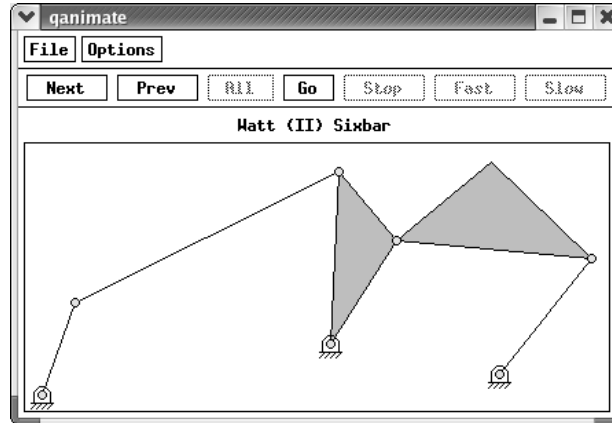 qanimate
File Options
Next Prev All Go Stop Fast Slow
Watt (II) Sixbar